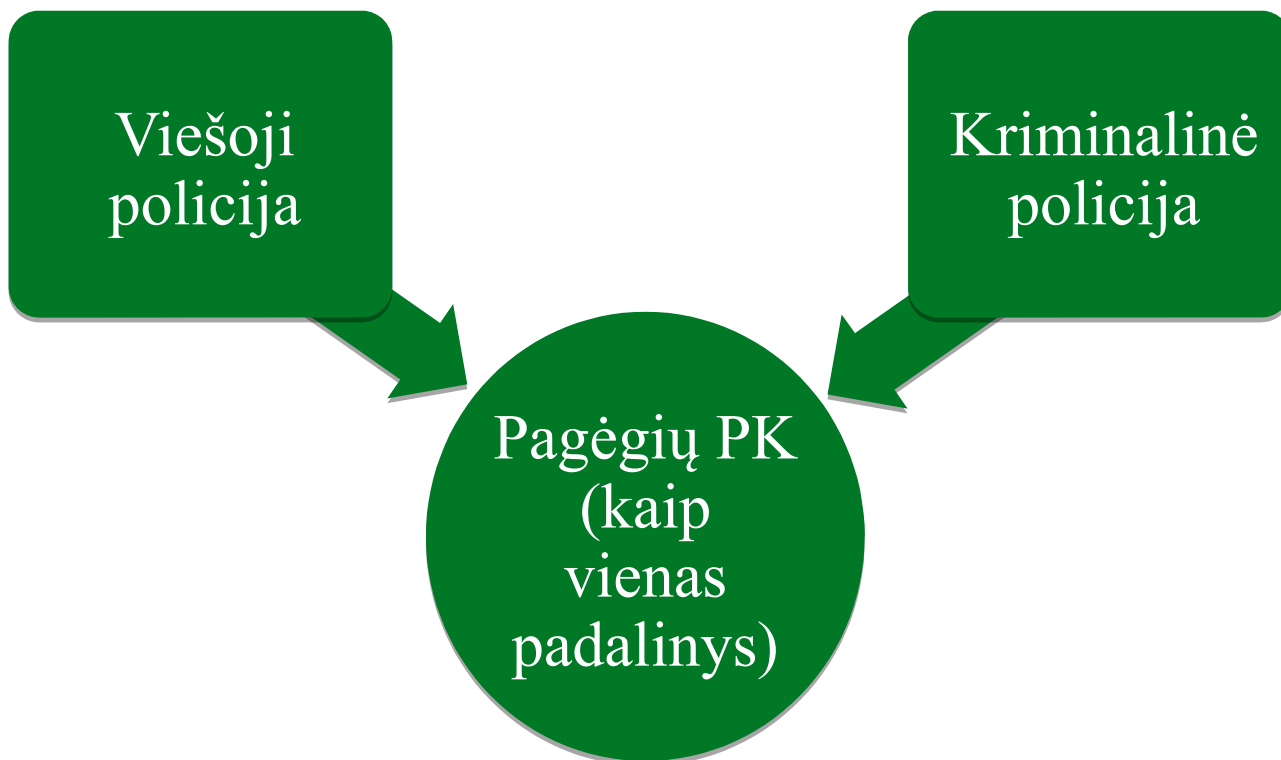 Viešoji
policija
Kriminalinė
policija
Pagėgių PK
(kaip
vienas
padalinys)